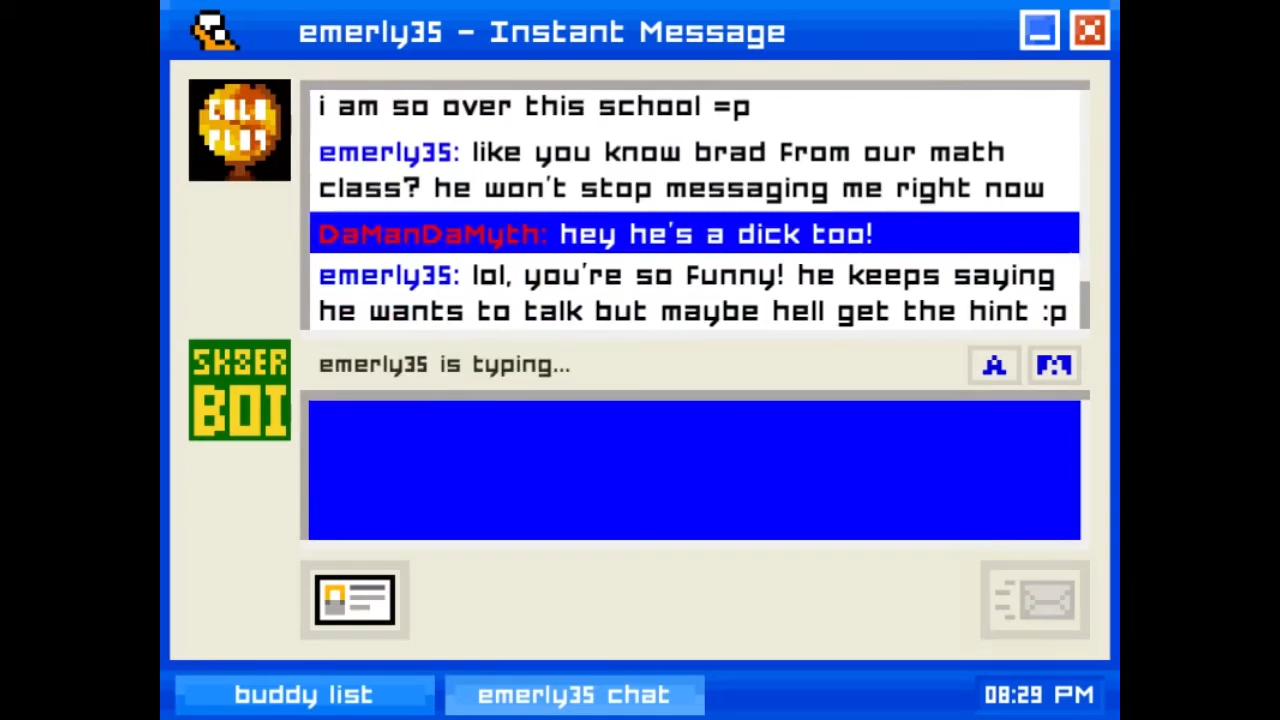 emerly35 - Instant Message
COLD
PLAY
i am so over this school =p
emerly35: like you know brad from our math
class? he won't stop messaging me right now
DaManDaMyth: hey he's a dick too!
emerly35: lol, you're so funny! he keeps saying
he wants to talk but maybe hell get the hint :p
SK8ER
BOI
emerly35 is typing...
A
A
buddy list
emerly35 chat
08:29 PM